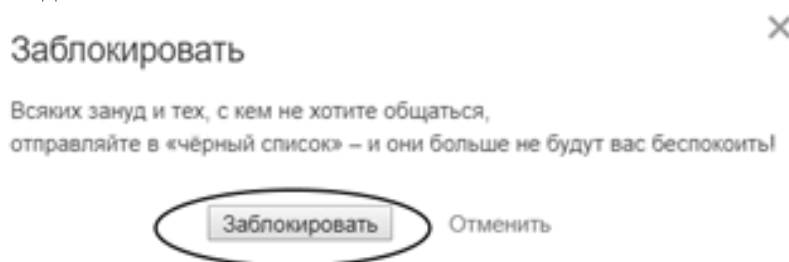 Заблокировать
Всяких зануд и тех, с кем не хотите общаться,
отправляйте в «чёрный список» – и они больше не будут вас беспокоить!
Заблокировать Отменить